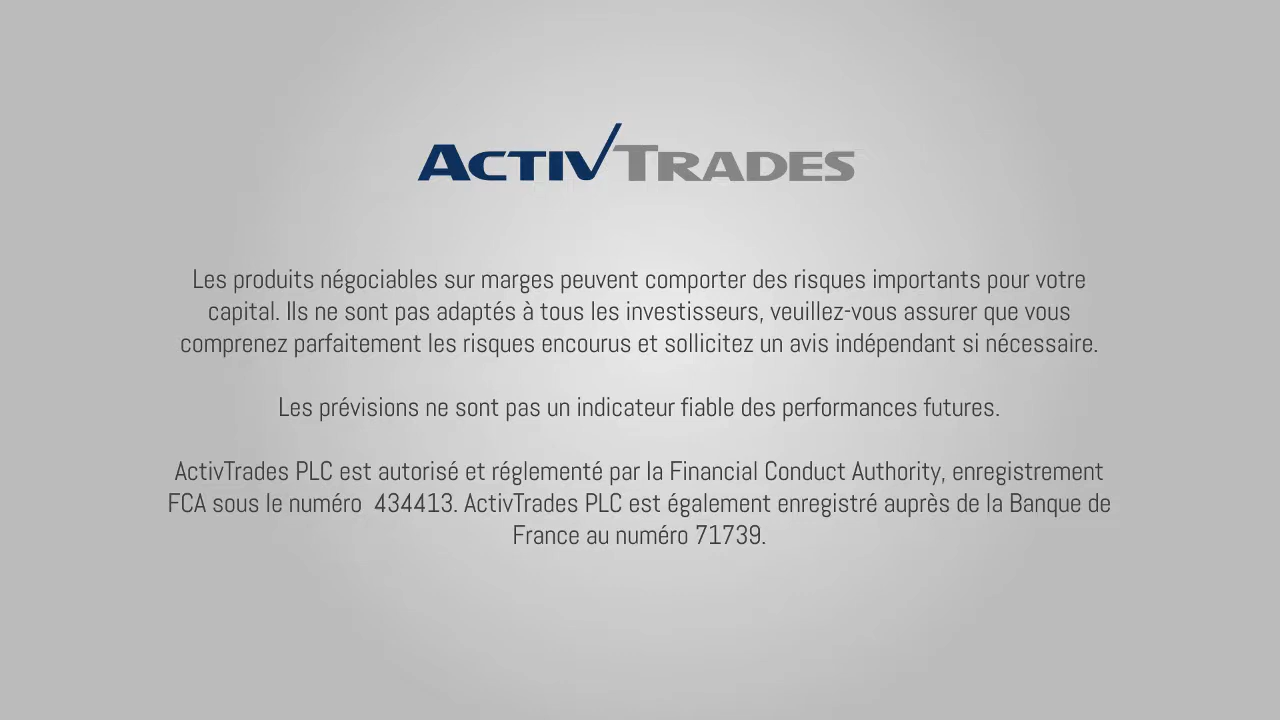 ACTIVTRADES
Les produits négociables sur marges peuvent comporter des risques importants pour votre
capital. Ils ne sont pas adaptés à tous les investisseurs, veuillez-vous assurer que vous
comprenez parfaitement les risques encourus et sollicitez un avis indépendant si nécessaire.
Les prévisions ne sont pas un indicateur fiable des performances futures.
ActivTrades PLC est autorisé et réglementé par la Financial Conduct Authority, enregistrement
FCA sous le numéro  434413. ActivTrades PLC est également enregistré auprès de la Banque de
France au numéro 71739.